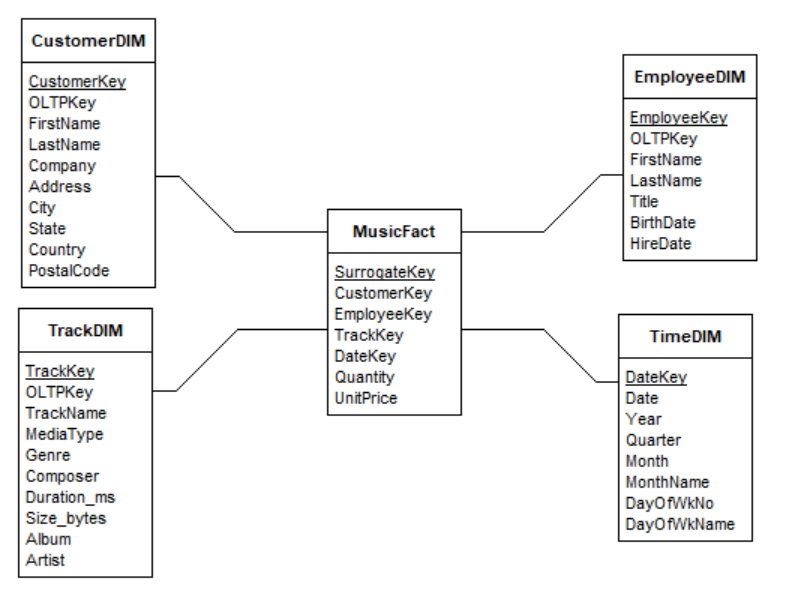 CustomerDIM
CustomerKey
OLTPKey
FirstName
LastName
Company
Address
City
State
Country
PostalCode
EmployeeDIM
EmployeeKey
OLTPKey
FirstName
LastName
Title
BirthDate
HireDate
MusicFact
SurrogateKey
CustomerKey
EmployeeKey
TrackKey
DateKey
Quantity
UnitPrice
TrackDIM
TrackKey
OLTPKey
TrackName
MediaType
Genre
Composer
Duration_ms
Size_bytes
Album
Artist
TimeDIM
DateKey
Date
Year
Quarter
Month
MonthName
DayOfWkNo
DayOfWkName